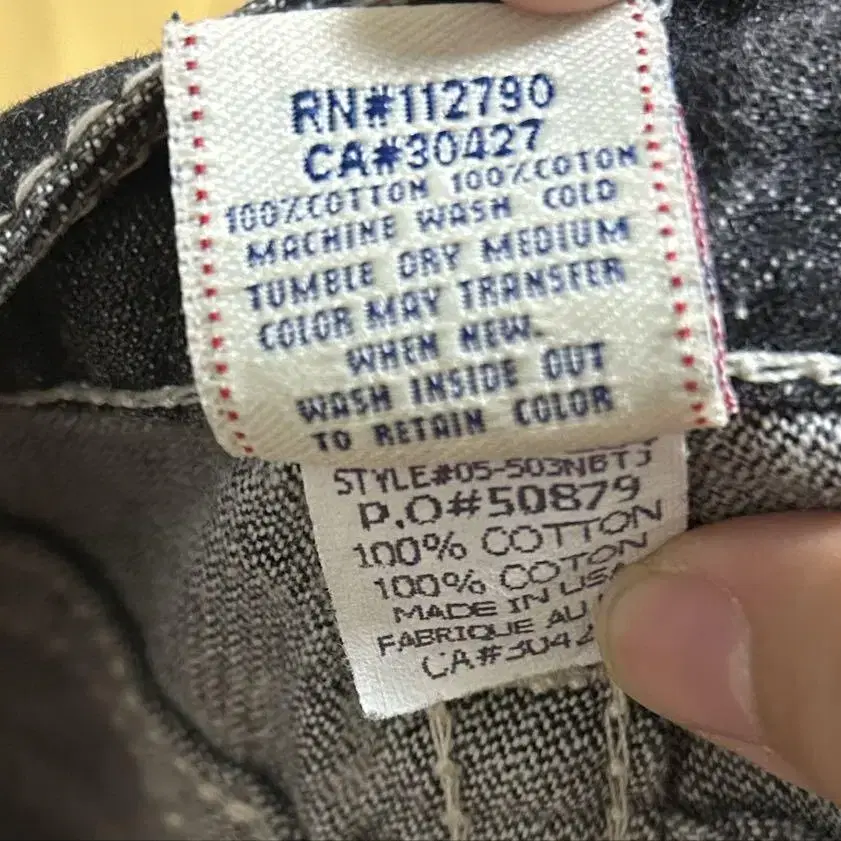 RN#112790
CA#30427
100%COTTON 100%COTON
MACHINE WASH COLD
TUMBLE DRY MEDIUM
COLOR MAY TRANSFER
WHEN NEW.
WASH INSIDE OUT
TO RETAIN COLOR
STYLE#05-503NBTJ
P.O#50879
100% COTTON
100% COTON
MADE IN USA
FABRIQUE AU
CA#3042